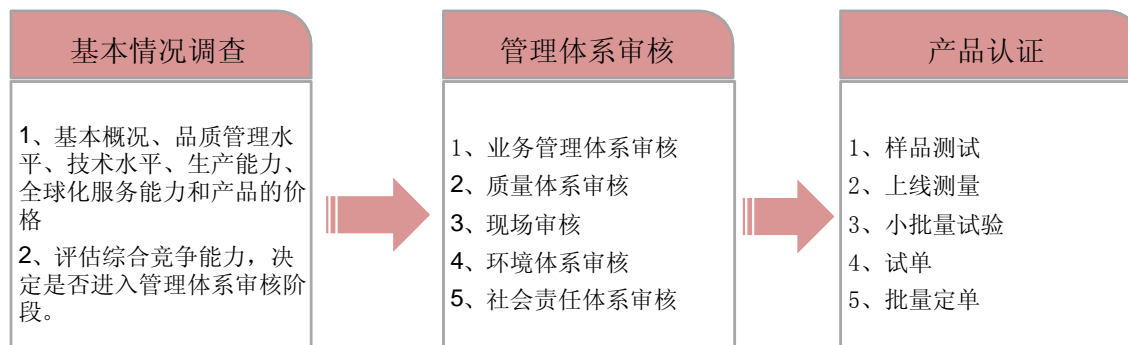 基本情况调查
1、基本概况、品质管理水
平、技术水平、生产能力、
全球化服务能力和产品的价
格
2、评估综合竞争能力，决
定是否进入管理体系审核阶
段。
管理体系审核
1、业务管理体系审核
2、质量体系审核
3、现场审核
4、环境体系审核
5、社会责任体系审核
产品认证
1、样品测试
2、上线测量
3、小批量试验
4、试单
5、批量定单